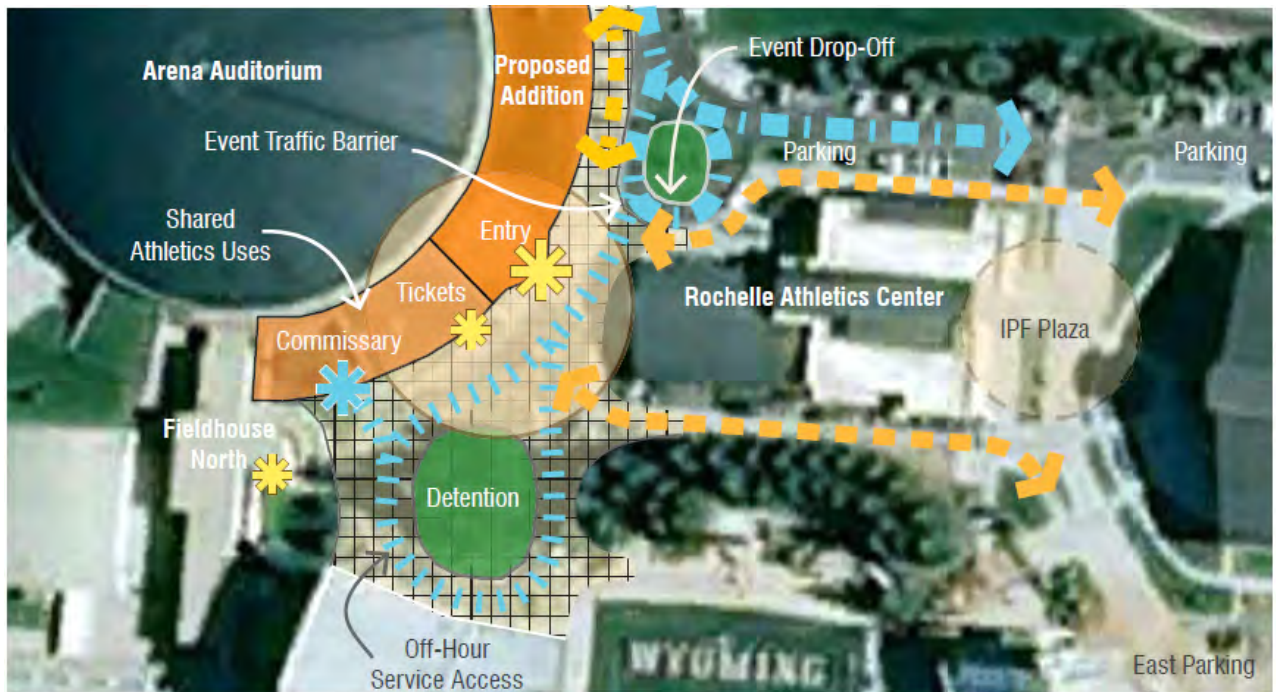 Arena Auditorium
Proposed
Addition
Event Drop-Off
Event Traffic Barrier
Parking
Parking
Shared
Athletics Uses
Entry
Tickets
Rochelle Athletics Center
Commissary
IPF Plaza
Fieldhouse
North
Detention
Off-Hour
Service Access
WYOMING
East Parking